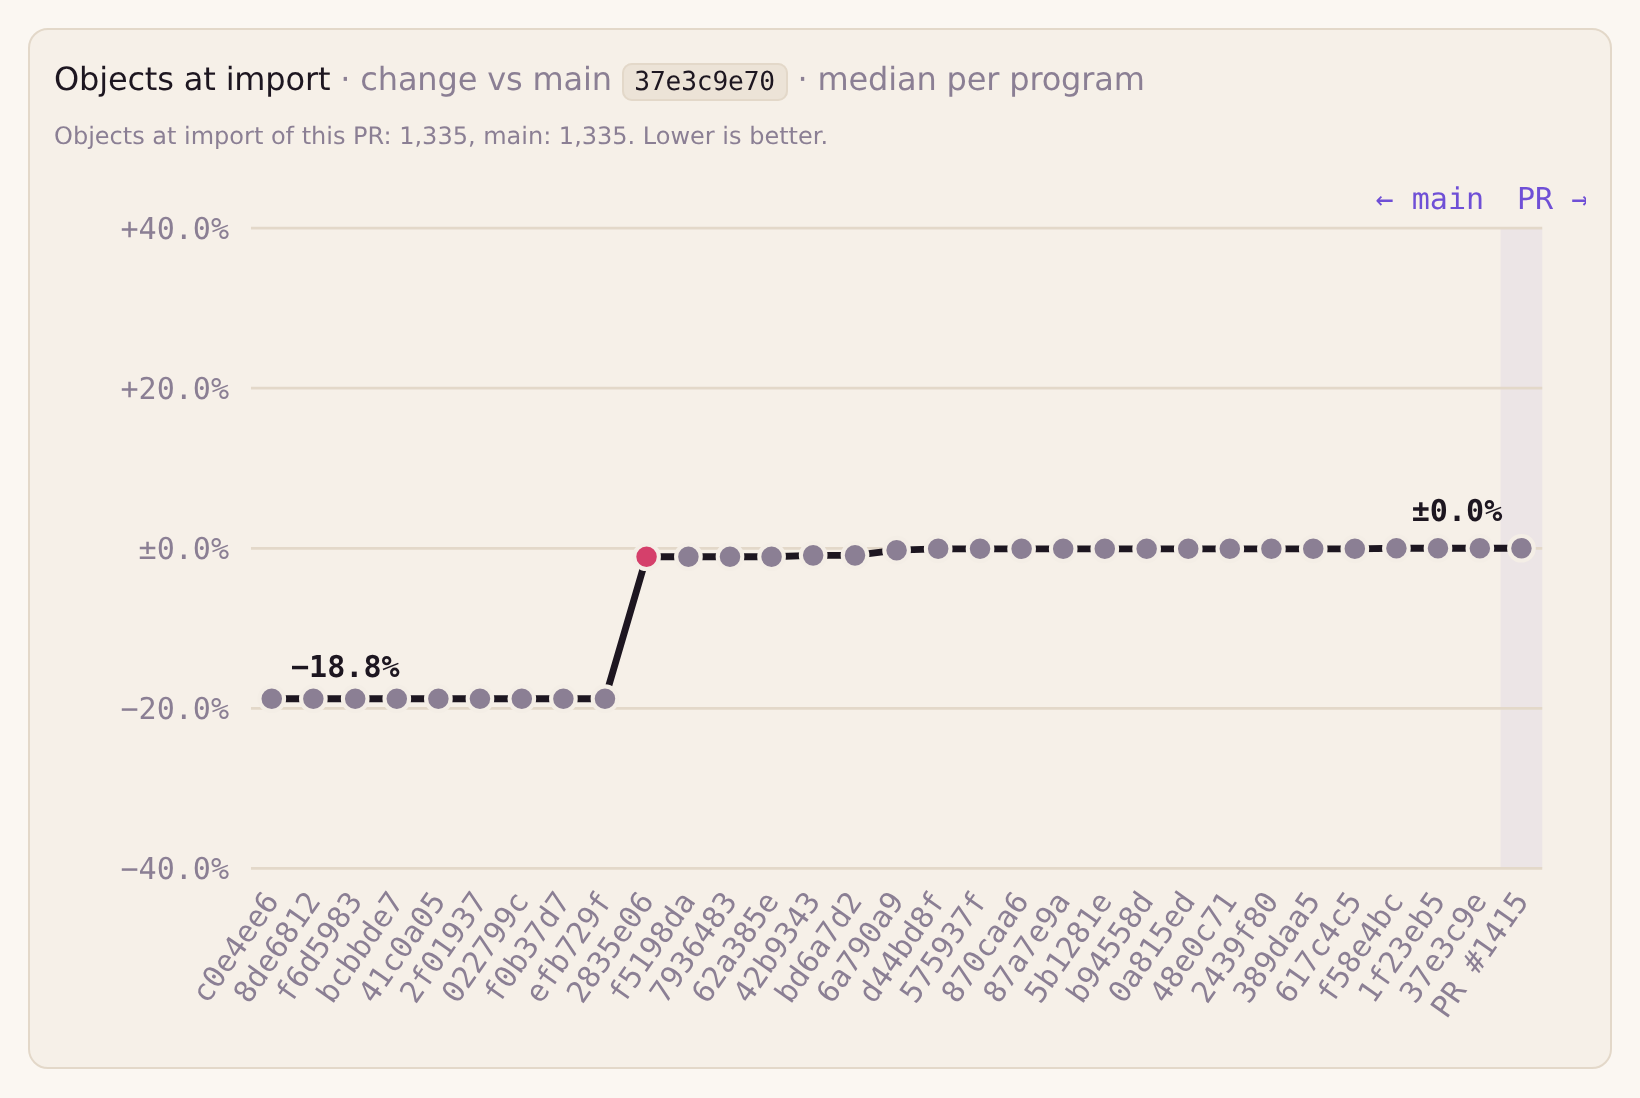 Objects at import · change vs main 37e3c9e70 · median per program
Objects at import of this PR: 1,335, main: 1,335. Lower is better.
← main PR →
+40.0%
+20.0%
±0.0%
±0.0%
−18.8%
−20.0%
−40.0%
c0e4ee6
8de6812
f6d5983
bcbbde7
41c0a05
2f01937
022799c
f0b37d7
efb729f
2835e06
f5198da
7936483
62a385e
42b9343
bd6a7d2
6a790a9
d44bd8f
575937f
870caa6
87a7e9a
5b1281e
b94558d
0a815ed
48e0c71
2439f80
389daa5
617c4c5
f58e4bc
1f23eb5
37e3c9e
PR #1415